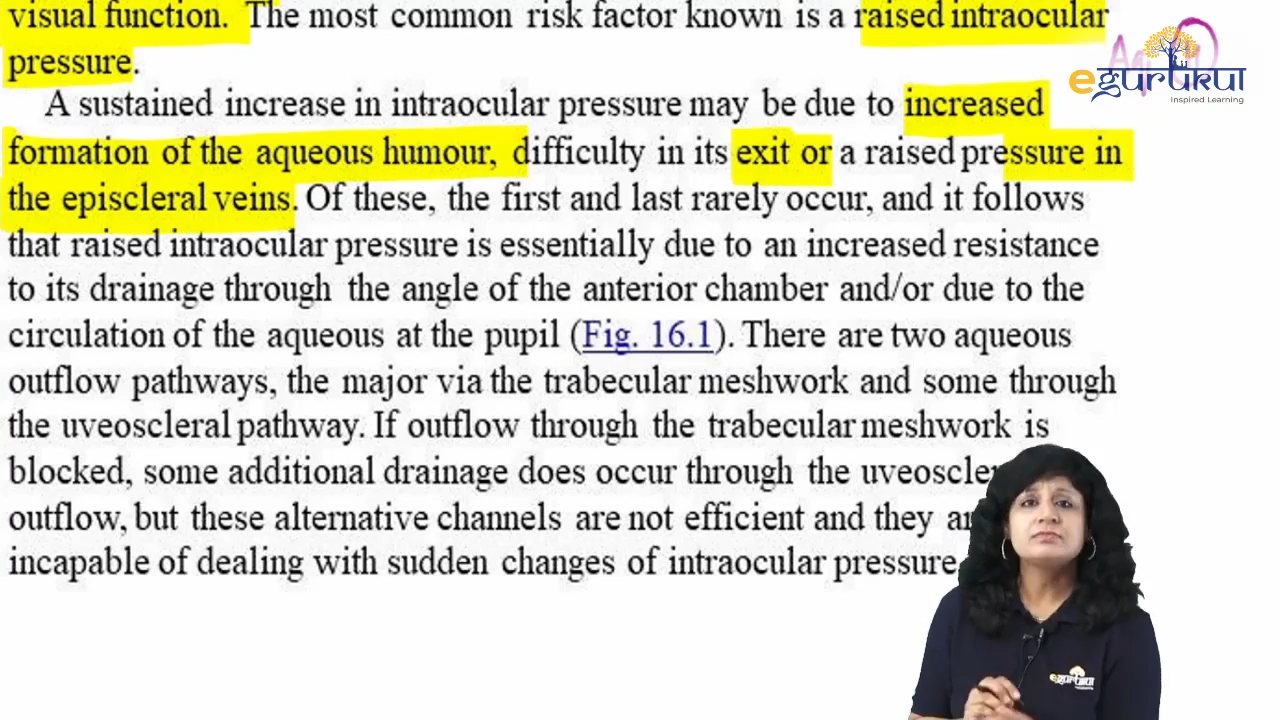 visual function. The most common risk factor known is a raised intraocular
pressure.
A sustained increase in intraocular pressure may be due to increased
formation of the aqueous humour, difficulty in its exit or a raised pressure in
the episcleral veins. Of these, the first and last rarely occur, and it follows
that raised intraocular pressure is essentially due to an increased resistance
to its drainage through the angle of the anterior chamber and/or due to the
circulation of the aqueous at the pupil (Fig. 16.1). There are two aqueous
outflow pathways, the major via the trabecular meshwork and some through
the uveoscleral pathway. If outflow through the trabecular meshwork is
blocked, some additional drainage does occur through the
outflow, but these alternative channels are not efficient and they
incapable of dealing with sudden changes of intraocular pressure
egurukul
Inspired Learning
egurukul